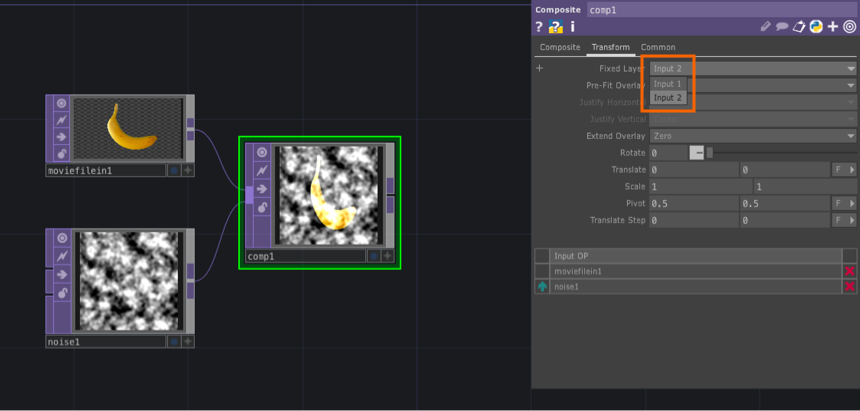 Composite comp1
? ? i
Composite Transform Common
+ Fixed Layer Input 2
Input 1
Input 2
Pre-Fit Overlay
Justify Horizont
Justify Vertical Center
Extend Overlay Zero
Rotate 0
Translate 0 0 F
Scale 1 1
Pivot 0.5 0.5 F
Translate Step 0 0 F
Input OP
moviefilein1
noise1
moviefilein1
comp1
noise1